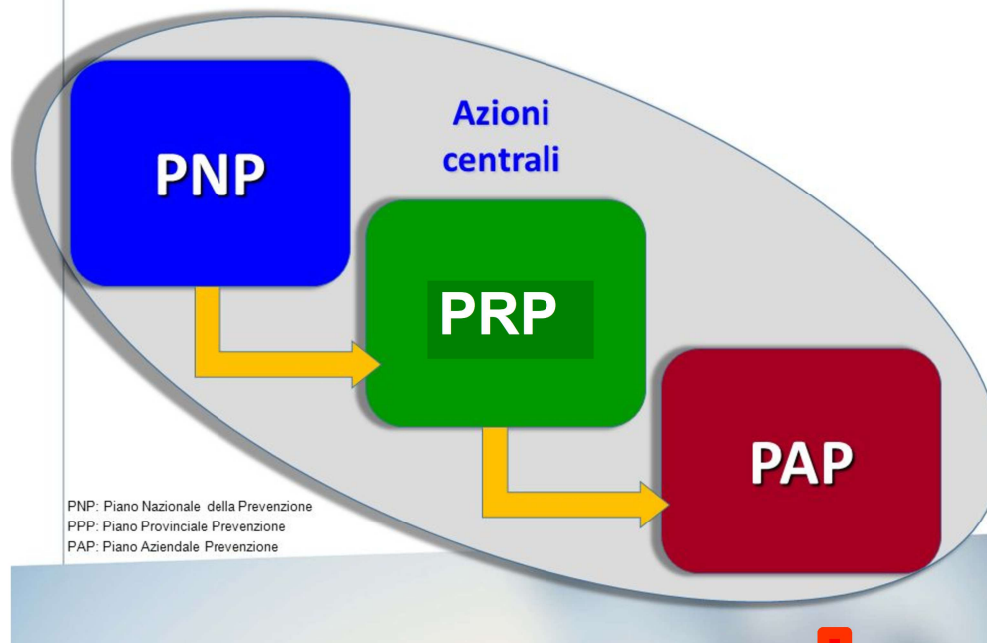 PNP
Azioni
centrali
PRP
PAP
PNP: Piano Nazionale della Prevenzione
PPP: Piano Provinciale Prevenzione
PAP: Piano Aziendale Prevenzione